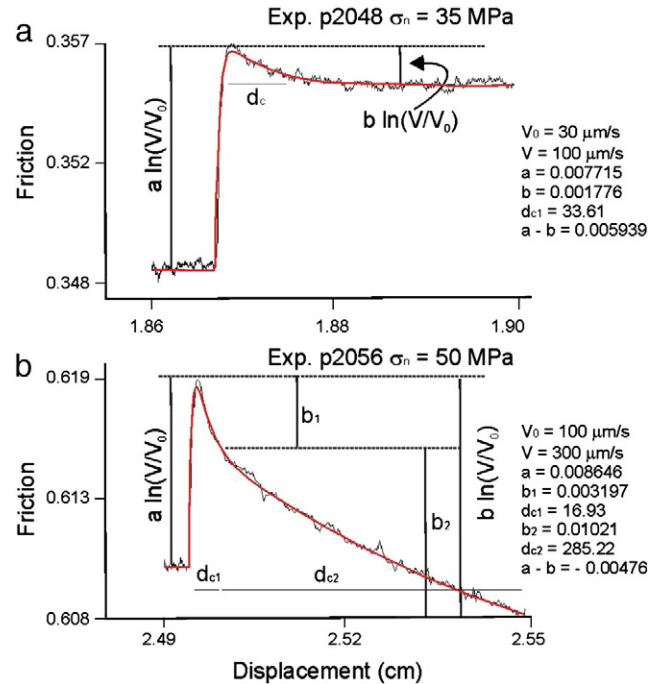 a
Exp. p2048 σn = 35 MPa
0.357
0.352
0.348
Friction
a ln(V/V₀)
dc
b ln(V/V₀)
V₀ = 30 μm/s
V = 100 μm/s
a = 0.007715
b = 0.001776
dc1 = 33.61
a - b = 0.005939
1.86
1.88
1.90
b
Exp. p2056 σn = 50 MPa
0.619
0.613
0.608
Friction
a ln(V/V₀)
b₁
b₂
b ln(V/V₀)
dc1
dc2
V₀ = 100 μm/s
V = 300 μm/s
a = 0.008646
b₁ = 0.003197
dc1 = 16.93
b₂ = 0.01021
dc2 = 285.22
a - b = - 0.00476
2.49
2.52
2.55
Displacement (cm)